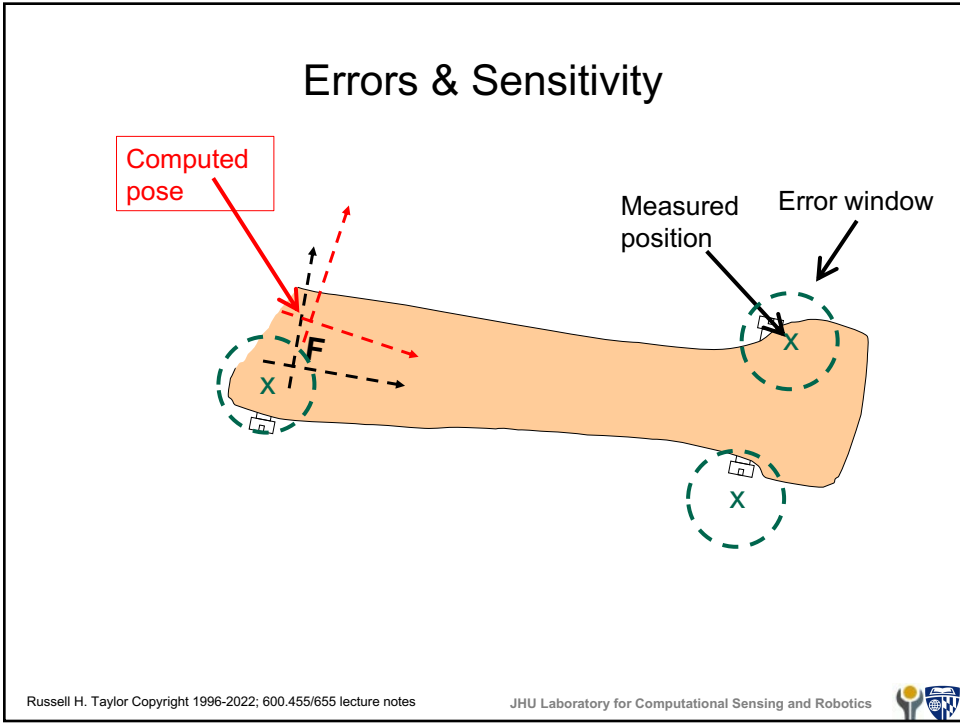 Errors & Sensitivity
Computed
pose
Measured
position
Error window
F
x
x
x
Russell H. Taylor Copyright 1996-2022; 600.455/655 lecture notes
JHU Laboratory for Computational Sensing and Robotics